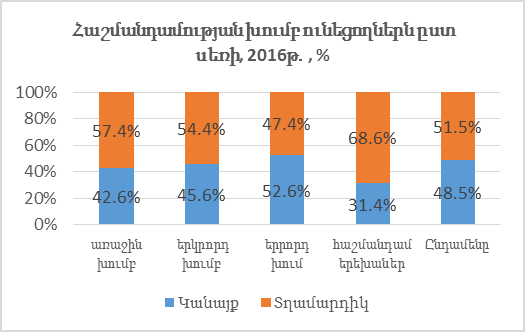 Հաշմանդամության խումբ ունեցողներն ըստ
սեռի, 2016թ. , %
100%
80%
60%
40%
20%
0%
57.4%
54.4%
47.4%
68.6%
51.5%
42.6%
45.6%
52.6%
31.4%
48.5%
առաջին
խումբ
երկրորդ
խումբ
երրորդ
խում
հաշմանդամ
երեխաներ
Ընդամենը
Կանայք
Տղամարդիկ